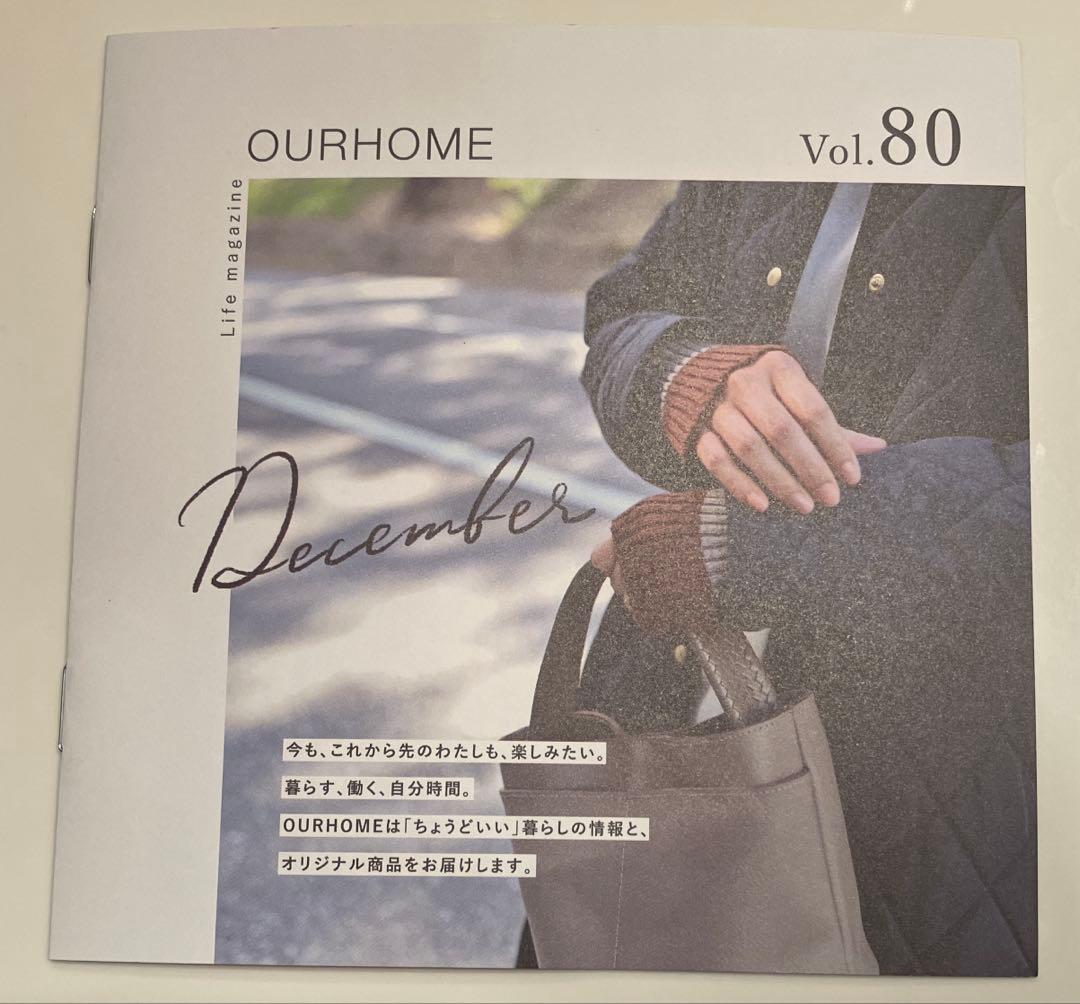 OURHOME
Vol.80
Life magazine
December
今も、これから先のわたしも、楽しみたい。
暮らす、働く、自分時間。
OURHOMEは「ちょうどいい」暮らしの情報と、
オリジナル商品をお届けします。